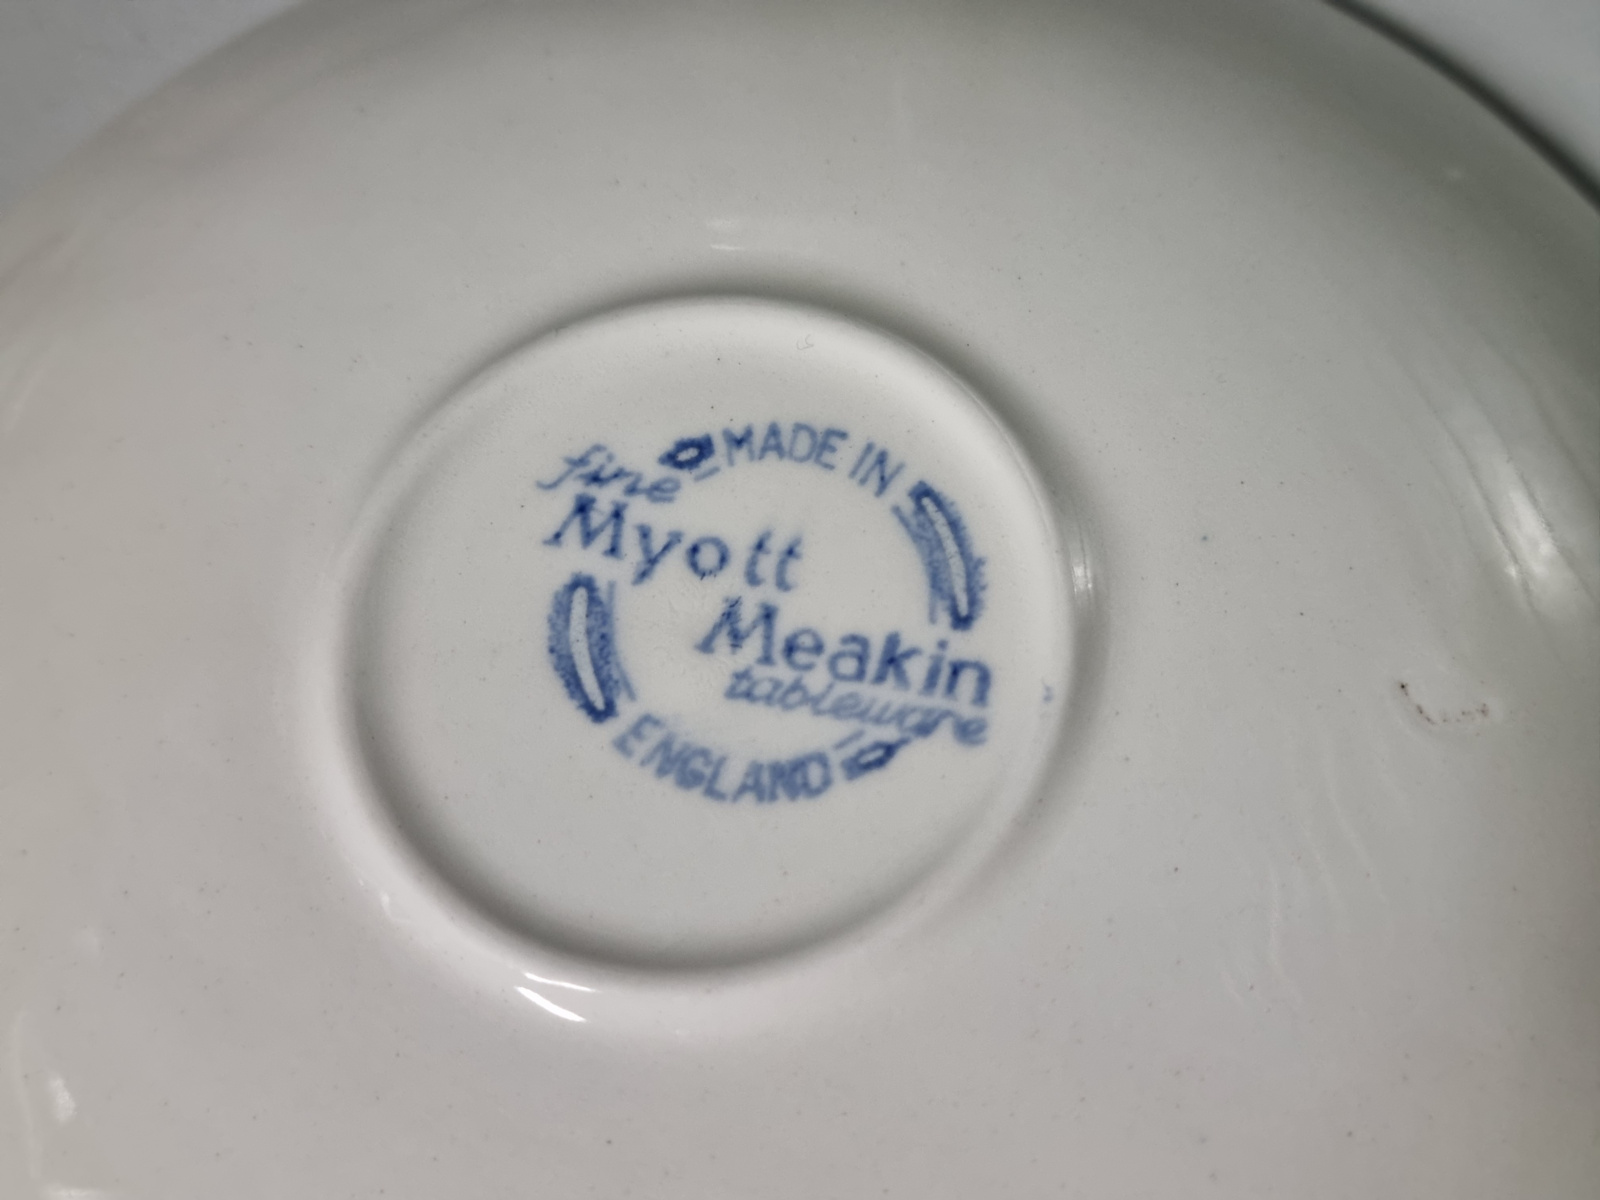 MADE IN
fine
Myott
Meakin
tableware
ENGLAND